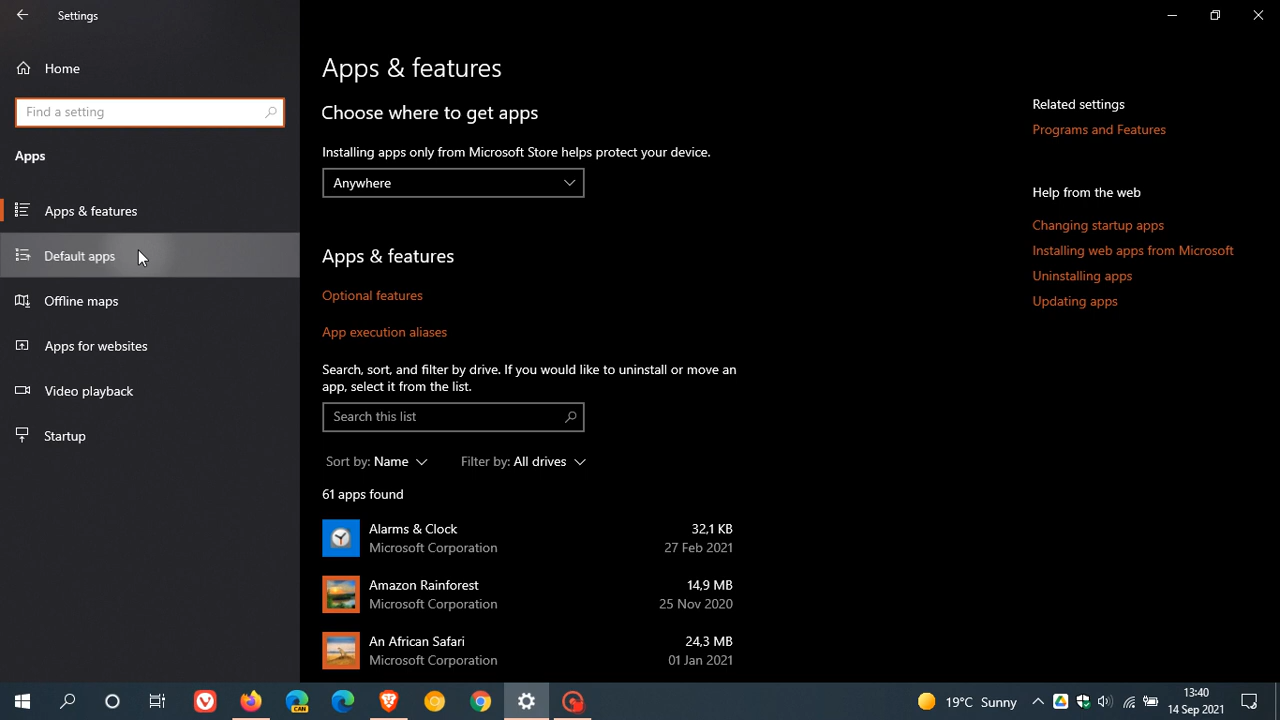 Settings
Home
Find a setting
Apps
Apps & features
Default apps
Offline maps
Apps for websites
Video playback
Startup
Apps & features
Choose where to get apps
Installing apps only from Microsoft Store helps protect your device.
Anywhere
Apps & features
Optional features
App execution aliases
Search, sort, and filter by drive. If you would like to uninstall or move an
app, select it from the list.
Search this list
Sort by: Name
Filter by: All drives
61 apps found
Alarms & Clock
32,1 KB
Microsoft Corporation
27 Feb 2021
Amazon Rainforest
14,9 MB
Microsoft Corporation
25 Nov 2020
An African Safari
24,3 MB
Microsoft Corporation
01 Jan 2021
Related settings
Programs and Features
Help from the web
Changing startup apps
Installing web apps from Microsoft
Uninstalling apps
Updating apps
CAN
19°C Sunny
13:40
14 Sep 2021